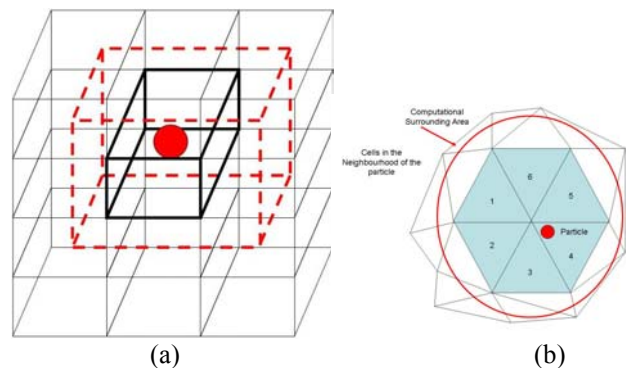 Computational
Surrounding Area
Cells in the
Neighbourhood of the
particle
6
1
5
Particle
2
4
3
(a)
(b)